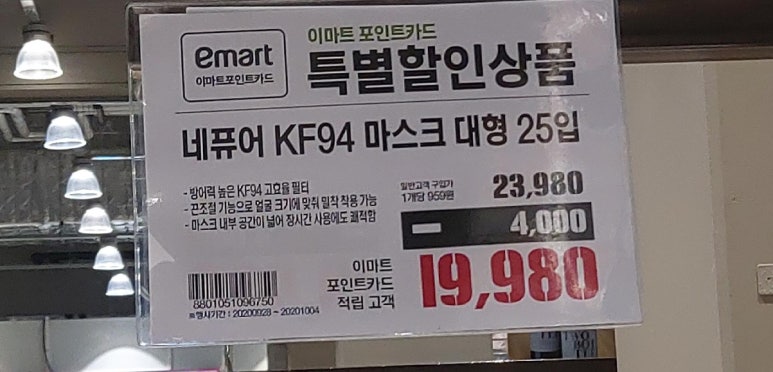 emart
이마트포인트카드
이마트 포인트카드
특별할인상품
네퓨어 KF94 마스크 대형 25입
- 방어력 높은 KF94 고효율 필터
- 끈조절 기능으로 얼굴 크기에 맞춰 밀착 착용 가능
- 마스크 내부 공간이 넓어 장시간 사용에도 쾌적함
일반고객 구입가
1개당 959원
23,980
- 4,000
이마트
포인트카드
적립 고객
19,980
8801051096750
※행사기간 : 20200928 ~ 20201004